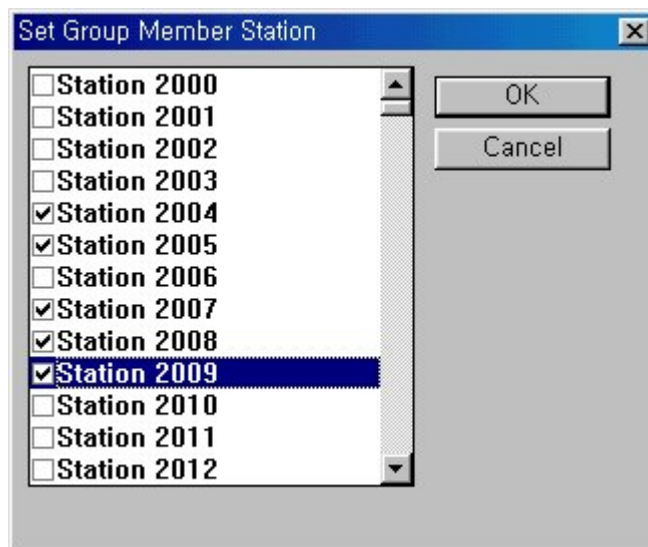 Set Group Member Station
Station 2000
Station 2001
Station 2002
Station 2003
Station 2004
Station 2005
Station 2006
Station 2007
Station 2008
Station 2009
Station 2010
Station 2011
Station 2012
OK
Cancel